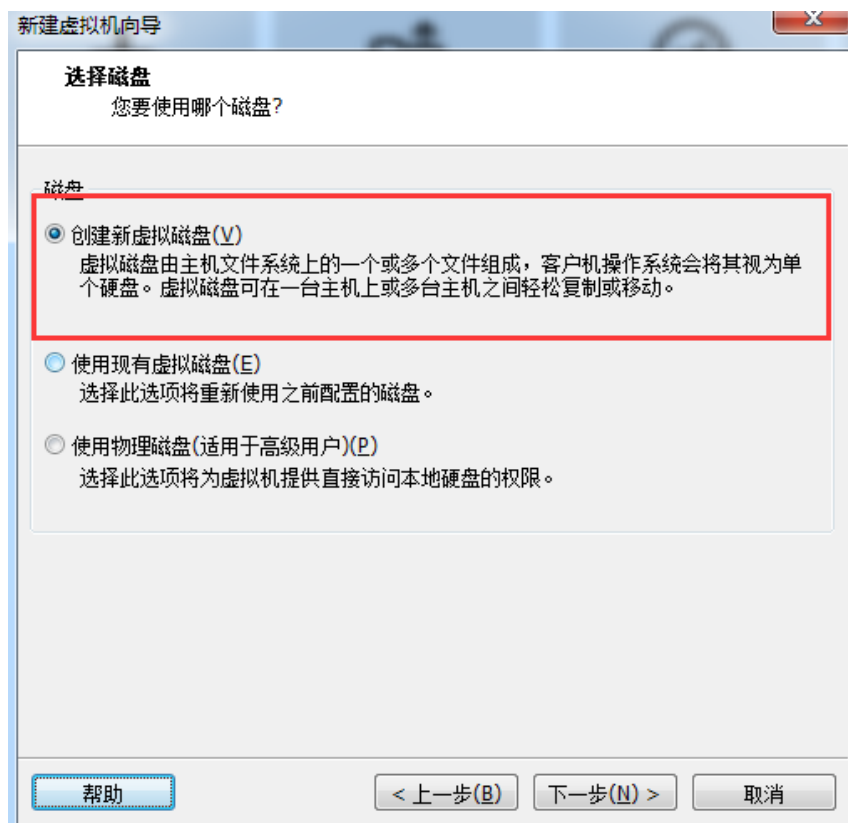 新建虚拟机向导
选择磁盘
您要使用哪个磁盘?
磁盘
创建新虚拟磁盘(V)
虚拟磁盘由主机文件系统上的一个或多个文件组成，客户机操作系统会将其视为单
个硬盘。虚拟磁盘可在一台主机上或多台主机之间轻松复制或移动。
使用现有虚拟磁盘(E)
选择此选项将重新使用之前配置的磁盘。
使用物理磁盘(适用于高级用户)(P)
选择此选项将为虚拟机提供直接访问本地硬盘的权限。
帮助
< 上一步(B)
下一步(N) >
取消